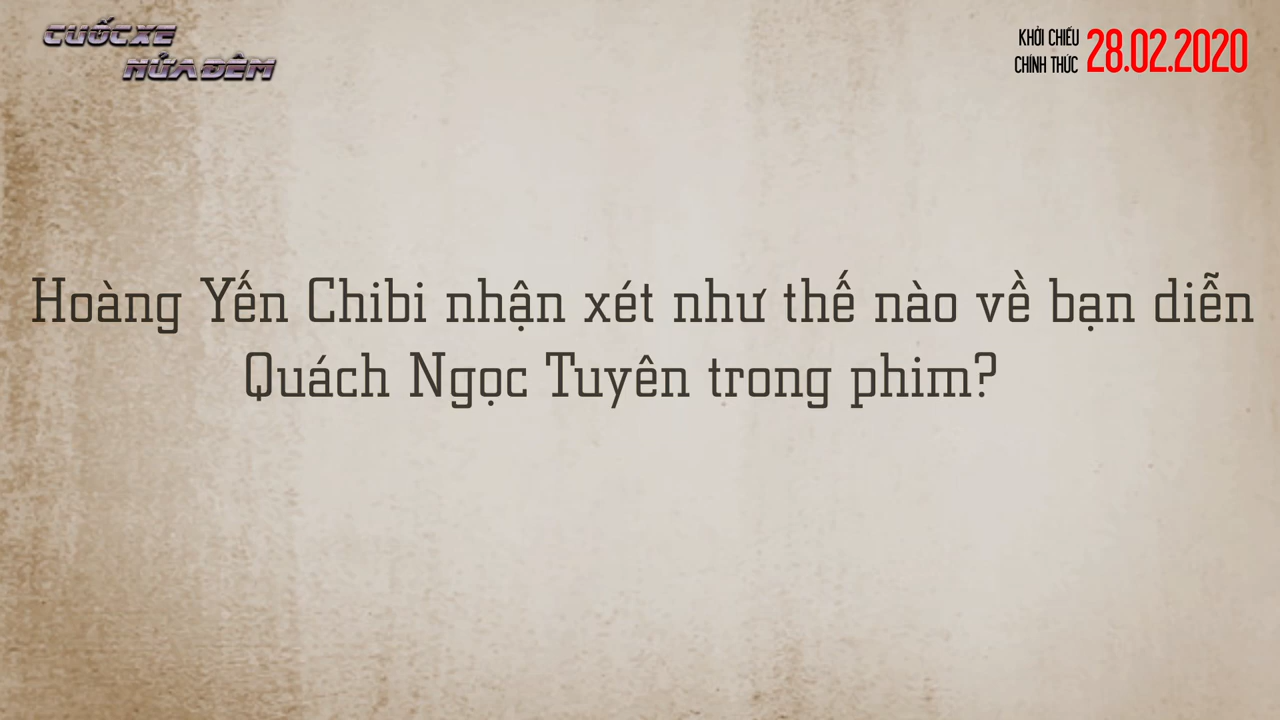 CUỐC XE
NỬA ĐÊM
KHỞI CHIẾU
CHÍNH THỨC
28.02.2020
Hoàng Yến Chibi nhận xét như thế nào về bạn diễn
Quách Ngọc Tuyên trong phim?